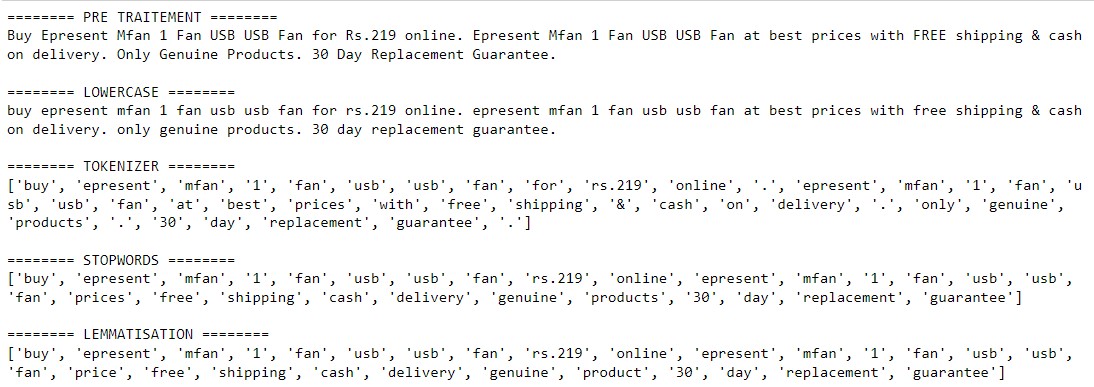 ======== PRE TRAITEMENT ========
Buy Epresent Mfan 1 Fan USB USB Fan for Rs.219 online. Epresent Mfan 1 Fan USB USB Fan at best prices with FREE shipping & cash
on delivery. Only Genuine Products. 30 Day Replacement Guarantee.
======== LOWERCASE ========
buy epresent mfan 1 fan usb usb fan for rs.219 online. epresent mfan 1 fan usb usb fan at best prices with free shipping & cash
on delivery. only genuine products. 30 day replacement guarantee.
======== TOKENIZER ========
['buy', 'epresent', 'mfan', '1', 'fan', 'usb', 'usb', 'fan', 'for', 'rs.219', 'online', '.', 'epresent', 'mfan', '1', 'fan', 'u
sb', 'usb', 'fan', 'at', 'best', 'prices', 'with', 'free', 'shipping', '&', 'cash', 'on', 'delivery', '.', 'only', 'genuine',
'products', '.', '30', 'day', 'replacement', 'guarantee', '.']
======== STOPWORDS ========
['buy', 'epresent', 'mfan', '1', 'fan', 'usb', 'usb', 'fan', 'rs.219', 'online', 'epresent', 'mfan', '1', 'fan', 'usb', 'usb',
'fan', 'prices', 'free', 'shipping', 'cash', 'delivery', 'genuine', 'products', '30', 'day', 'replacement', 'guarantee']
======== LEMMATISATION ========
['buy', 'epresent', 'mfan', '1', 'fan', 'usb', 'usb', 'fan', 'rs.219', 'online', 'epresent', 'mfan', '1', 'fan', 'usb', 'usb',
'fan', 'price', 'free', 'shipping', 'cash', 'delivery', 'genuine', 'product', '30', 'day', 'replacement', 'guarantee']